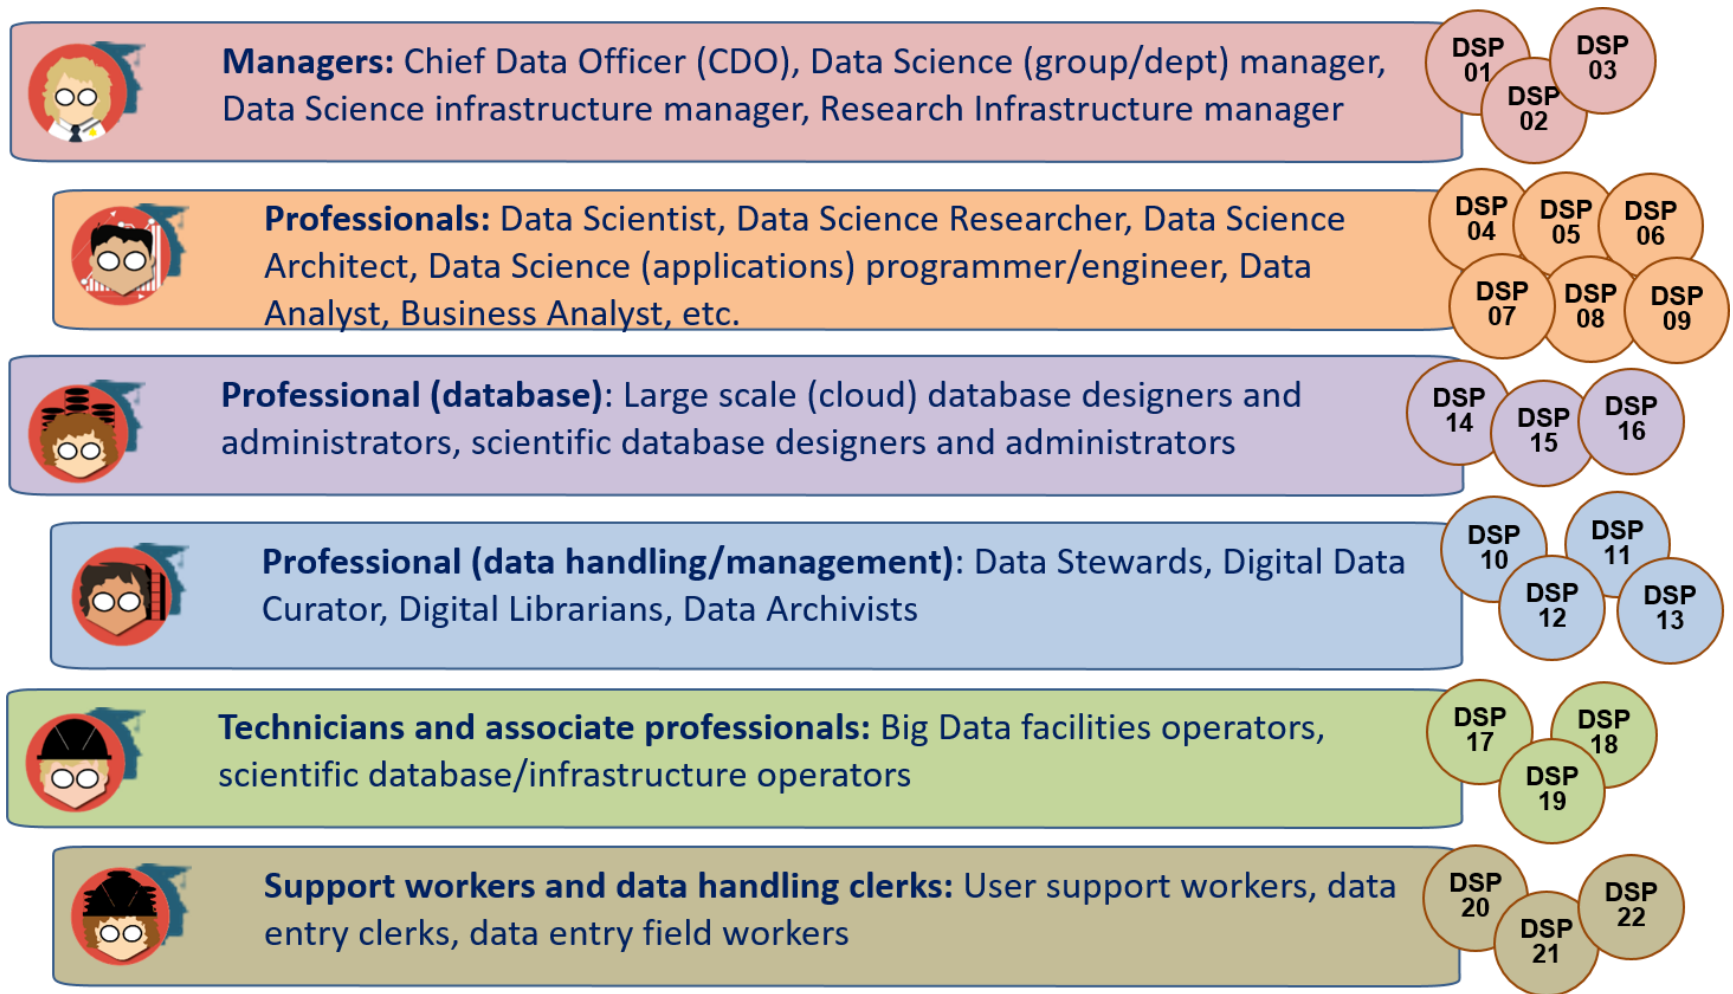 Managers: Chief Data Officer (CDO), Data Science (group/dept) manager,
Data Science infrastructure manager, Research Infrastructure manager
DSP
01
DSP
02
DSP
03
Professionals: Data Scientist, Data Science Researcher, Data Science
Architect, Data Science (applications) programmer/engineer, Data
Analyst, Business Analyst, etc.
DSP
04
DSP
05
DSP
06
DSP
07
DSP
08
DSP
09
Professional (database): Large scale (cloud) database designers and
administrators, scientific database designers and administrators
DSP
14
DSP
15
DSP
16
Professional (data handling/management): Data Stewards, Digital Data
Curator, Digital Librarians, Data Archivists
DSP
10
DSP
11
DSP
12
DSP
13
Technicians and associate professionals: Big Data facilities operators,
scientific database/infrastructure operators
DSP
17
DSP
18
DSP
19
Support workers and data handling clerks: User support workers, data
entry clerks, data entry field workers
DSP
20
DSP
21
DSP
22